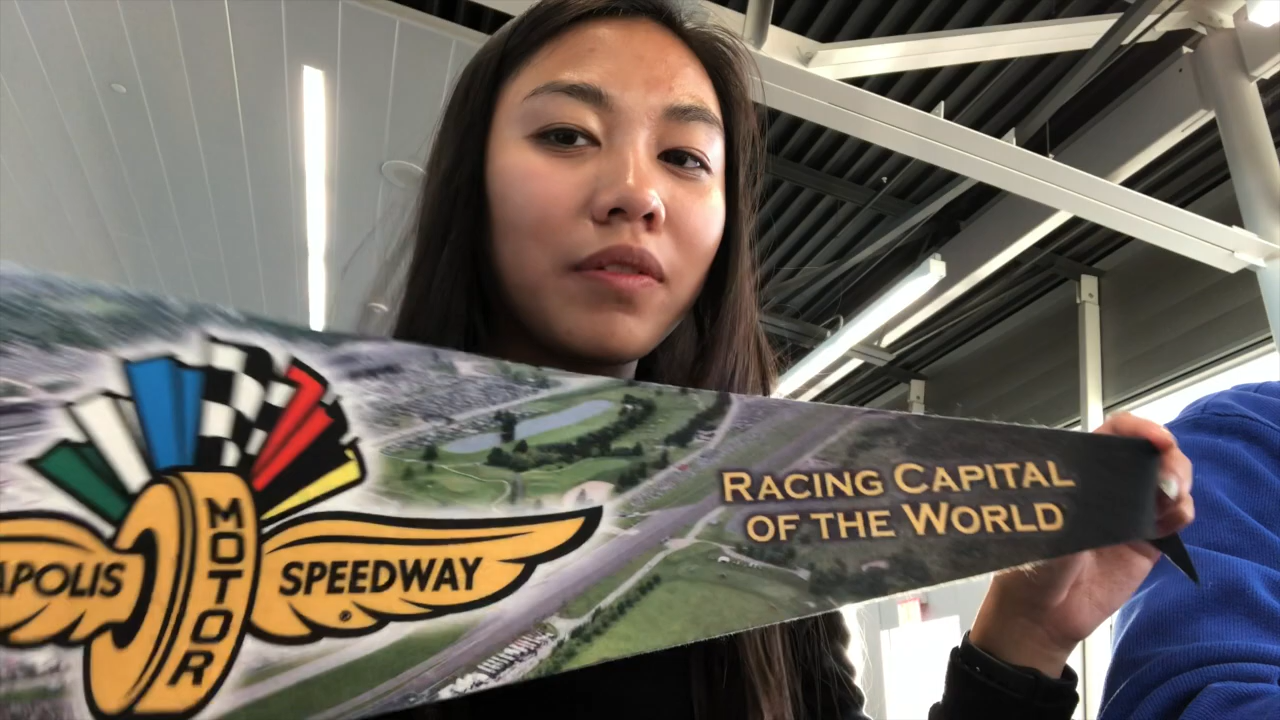 APOLIS
MOTOR
SPEEDWAY
RACING CAPITAL
OF THE WORLD